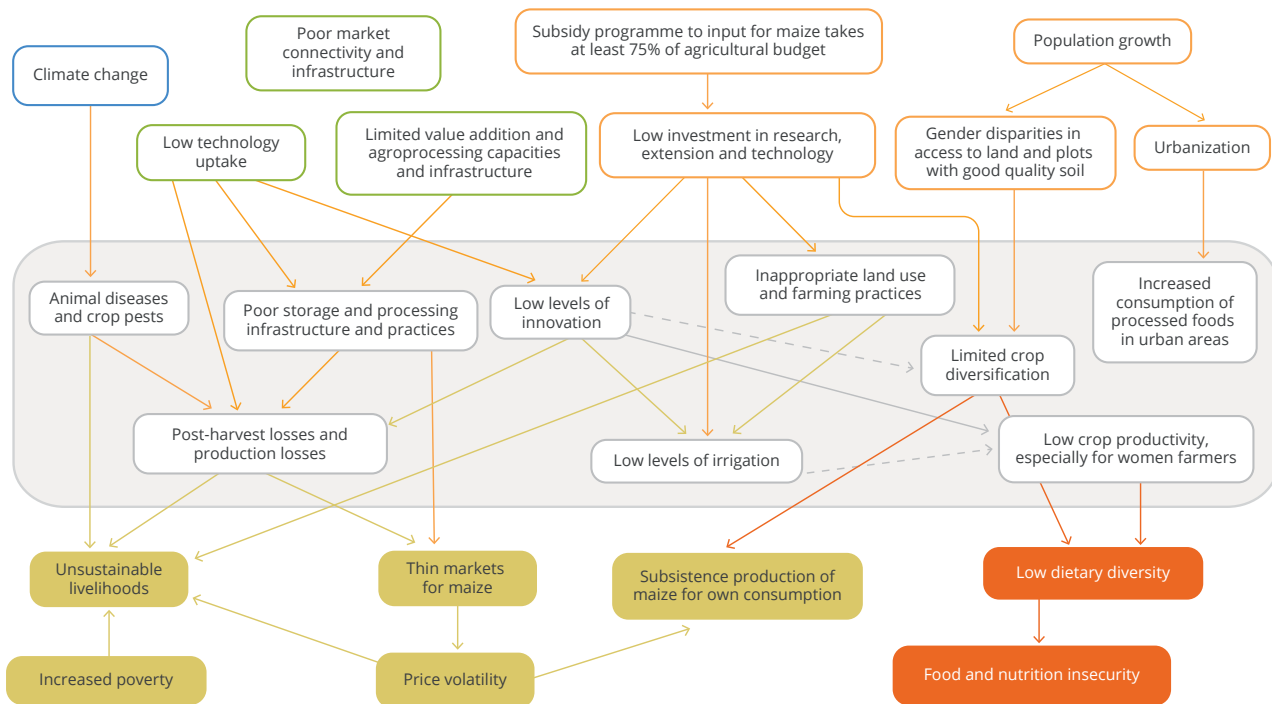 Climate change
Poor market
connectivity and
infrastructure
Subsidy programme to input for maize takes
at least 75% of agricultural budget
Population growth
Low technology
uptake
Limited value addition and
agroprocessing capacities
and infrastructure
Low investment in research,
extension and technology
Gender disparities in
access to land and plots
with good quality soil
Urbanization
Animal diseases
and crop pests
Poor storage and processing
infrastructure and practices
Low levels of
innovation
Inappropriate land use
and farming practices
Increased
consumption of
processed foods
in urban areas
Limited crop
diversification
Post-harvest losses and
production losses
Low levels of irrigation
Low crop productivity,
especially for women farmers
Unsustainable
livelihoods
Thin markets
for maize
Subsistence production of
maize for own consumption
Low dietary diversity
Increased poverty
Price volatility
Food and nutrition insecurity